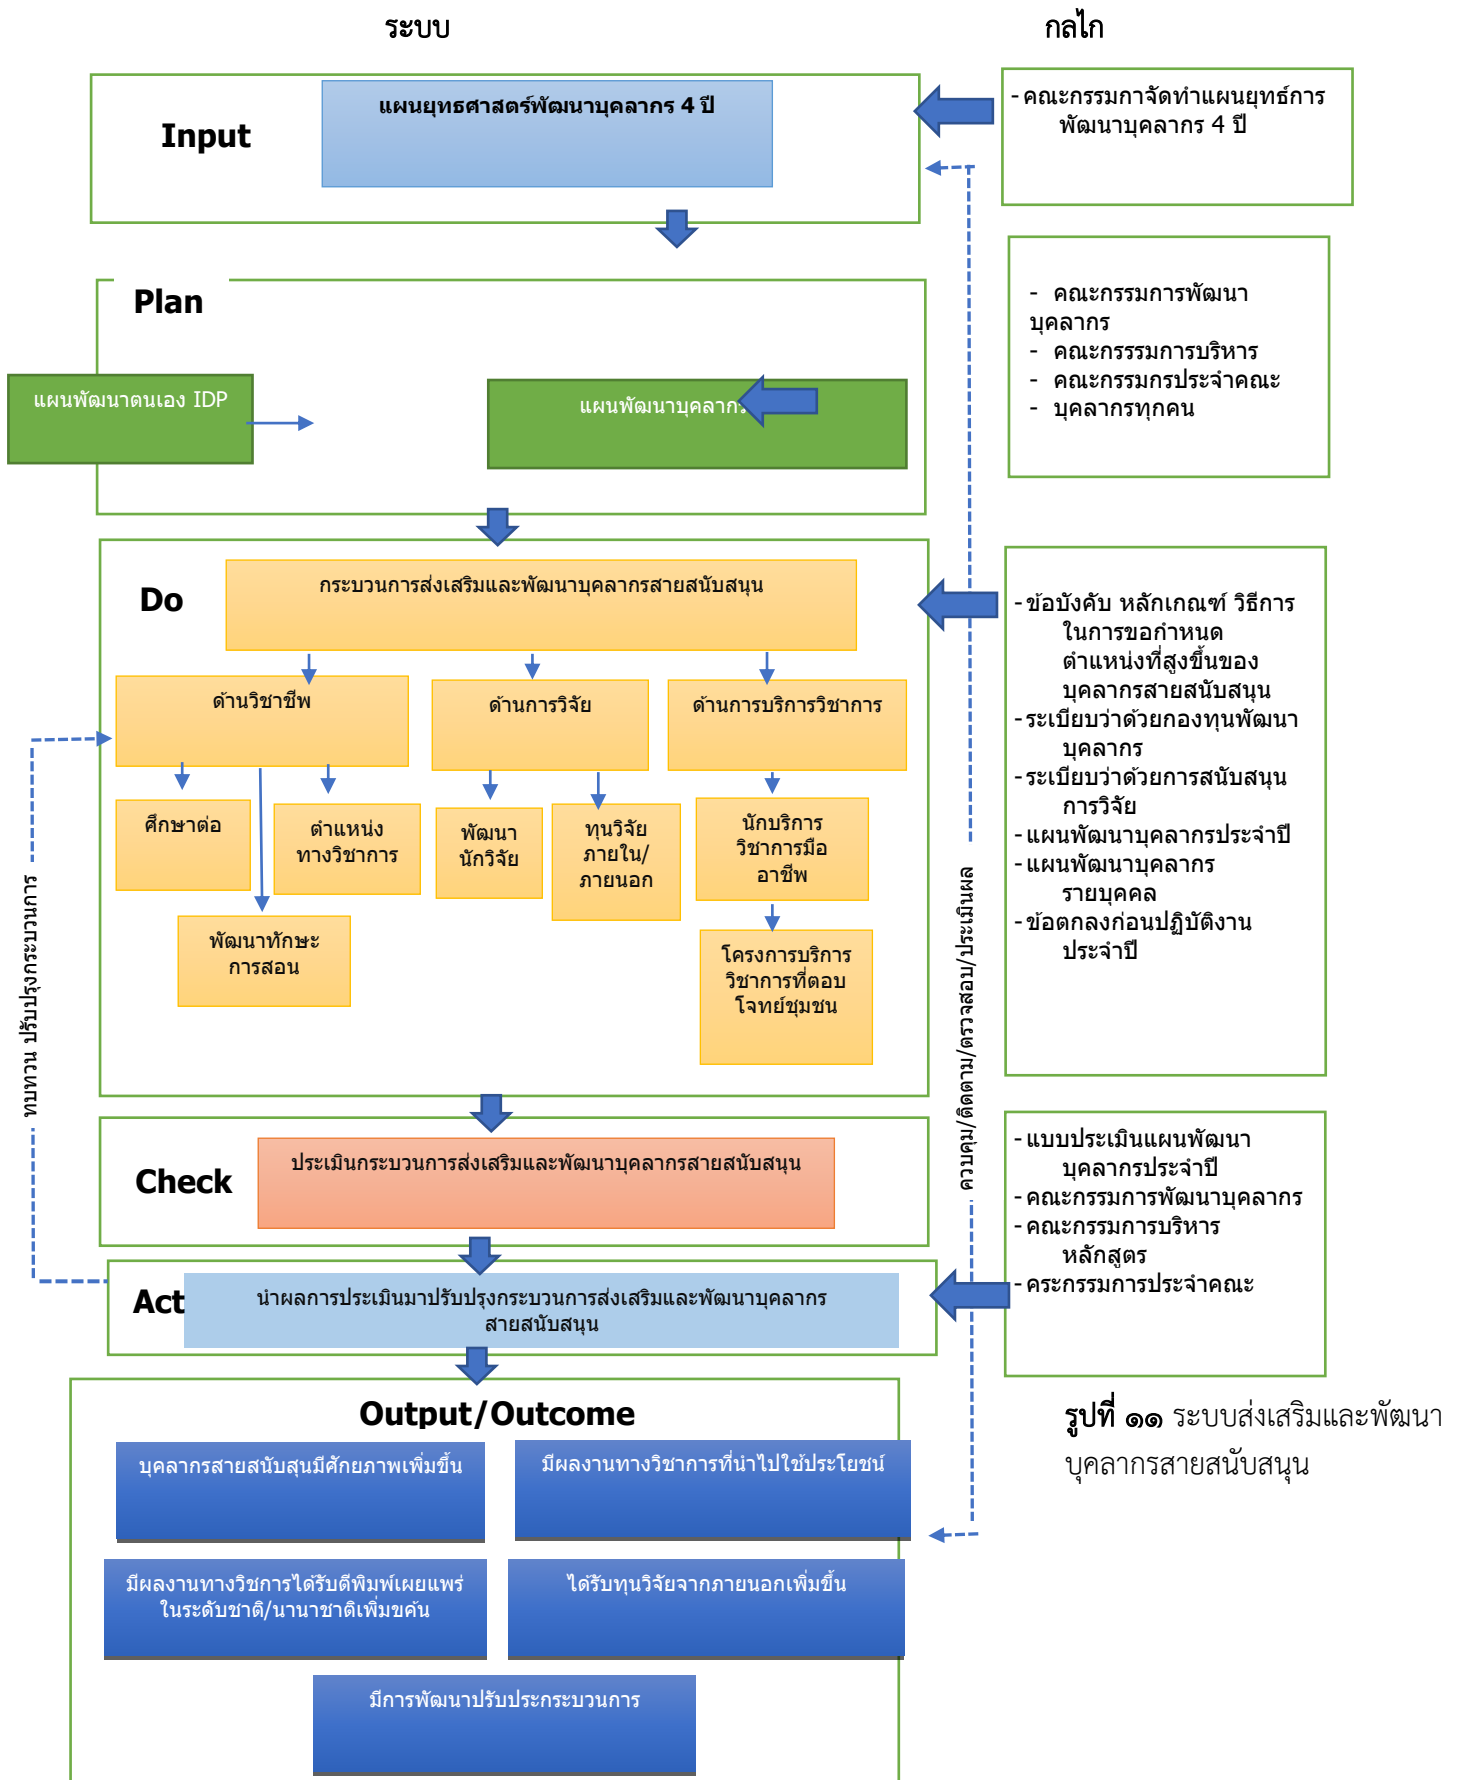 ระบบ
กลไก
Input
แผนยุทธศาสตร์พัฒนาบุคลากร 4 ปี
-คณะกรรมกาจัดทำแผนยุทธ์การ
พัฒนาบุคลากร 4 ปี
Plan
แผนพัฒนาตนเอง IDP
แผนพัฒนาบุคลากร
- คณะกรรมการพัฒนา
บุคลากร
- คณะกรรรมการบริหาร
- คณะกรรมกรประจำคณะ
- บุคลากรทุกคน
Do
กระบวนการส่งเสริมและพัฒนาบุคลากรสายสนับสนุน
ด้านวิชาชีพ
ด้านการวิจัย
ด้านการบริการวิชาการ
ศึกษาต่อ
ตำแหน่ง
ทางวิชาการ
พัฒนา
นักวิจัย
ทุนวิจัย
ภายใน/
ภายนอก
นักบริการ
วิชาการมือ
อาชีพ
พัฒนาทักษะ
การสอน
โครงการบริการ
วิชาการที่ตอบ
โจทย์ชุมชน
-ข้อบังคับ หลักเกณฑ์ วิธีการ
ในการขอกำหนด
ตำแหน่งที่สูงขึ้นของ
บุคลากรสายสนับสนุน
-ระเบียบว่าด้วยกองทุนพัฒนา
บุคลากร
-ระเบียบว่าด้วยการสนับสนุน
การวิจัย
-แผนพัฒนาบุคลากรประจำปี
-แผนพัฒนาบุคลากร
รายบุคคล
-ข้อตกลงก่อนปฏิบัติงาน
ประจำปี
ทบทวน ปรับปรุงกระบวนการ
ควบคุม/ติดตาม/ตรวจสอบ/ประเมินผล
Check
ประเมินกระบวนการส่งเสริมและพัฒนาบุคลากรสายสนับสนุน
-แบบประเมินแผนพัฒนา
บุคลากรประจำปี
-คณะกรรมการพัฒนาบุคลากร
-คณะกรรมการบริหาร
หลักสูตร
-คระกรรมการประจำคณะ
Act
นำผลการประเมินมาปรับปรุงกระบวนการส่งเสริมและพัฒนาบุคลากร
สายสนับสนุน
Output/Outcome
บุคลากรสายสนับสุนมีศักยภาพเพิ่มขึ้น
มีผลงานทางวิชาการที่นำไปใช้ประโยชน์
มีผลงานทางวิชการได้รับตีพิมพ์เผยแพร่
ในระดับชาติ/นานาชาติเพิ่มขค้น
ได้รับทุนวิจัยจากภายนอกเพิ่มขึ้น
มีการพัฒนาปรับประกระบวนการ
รูปที่ ๑๑ ระบบส่งเสริมและพัฒนา
บุคลากรสายสนับสนุน